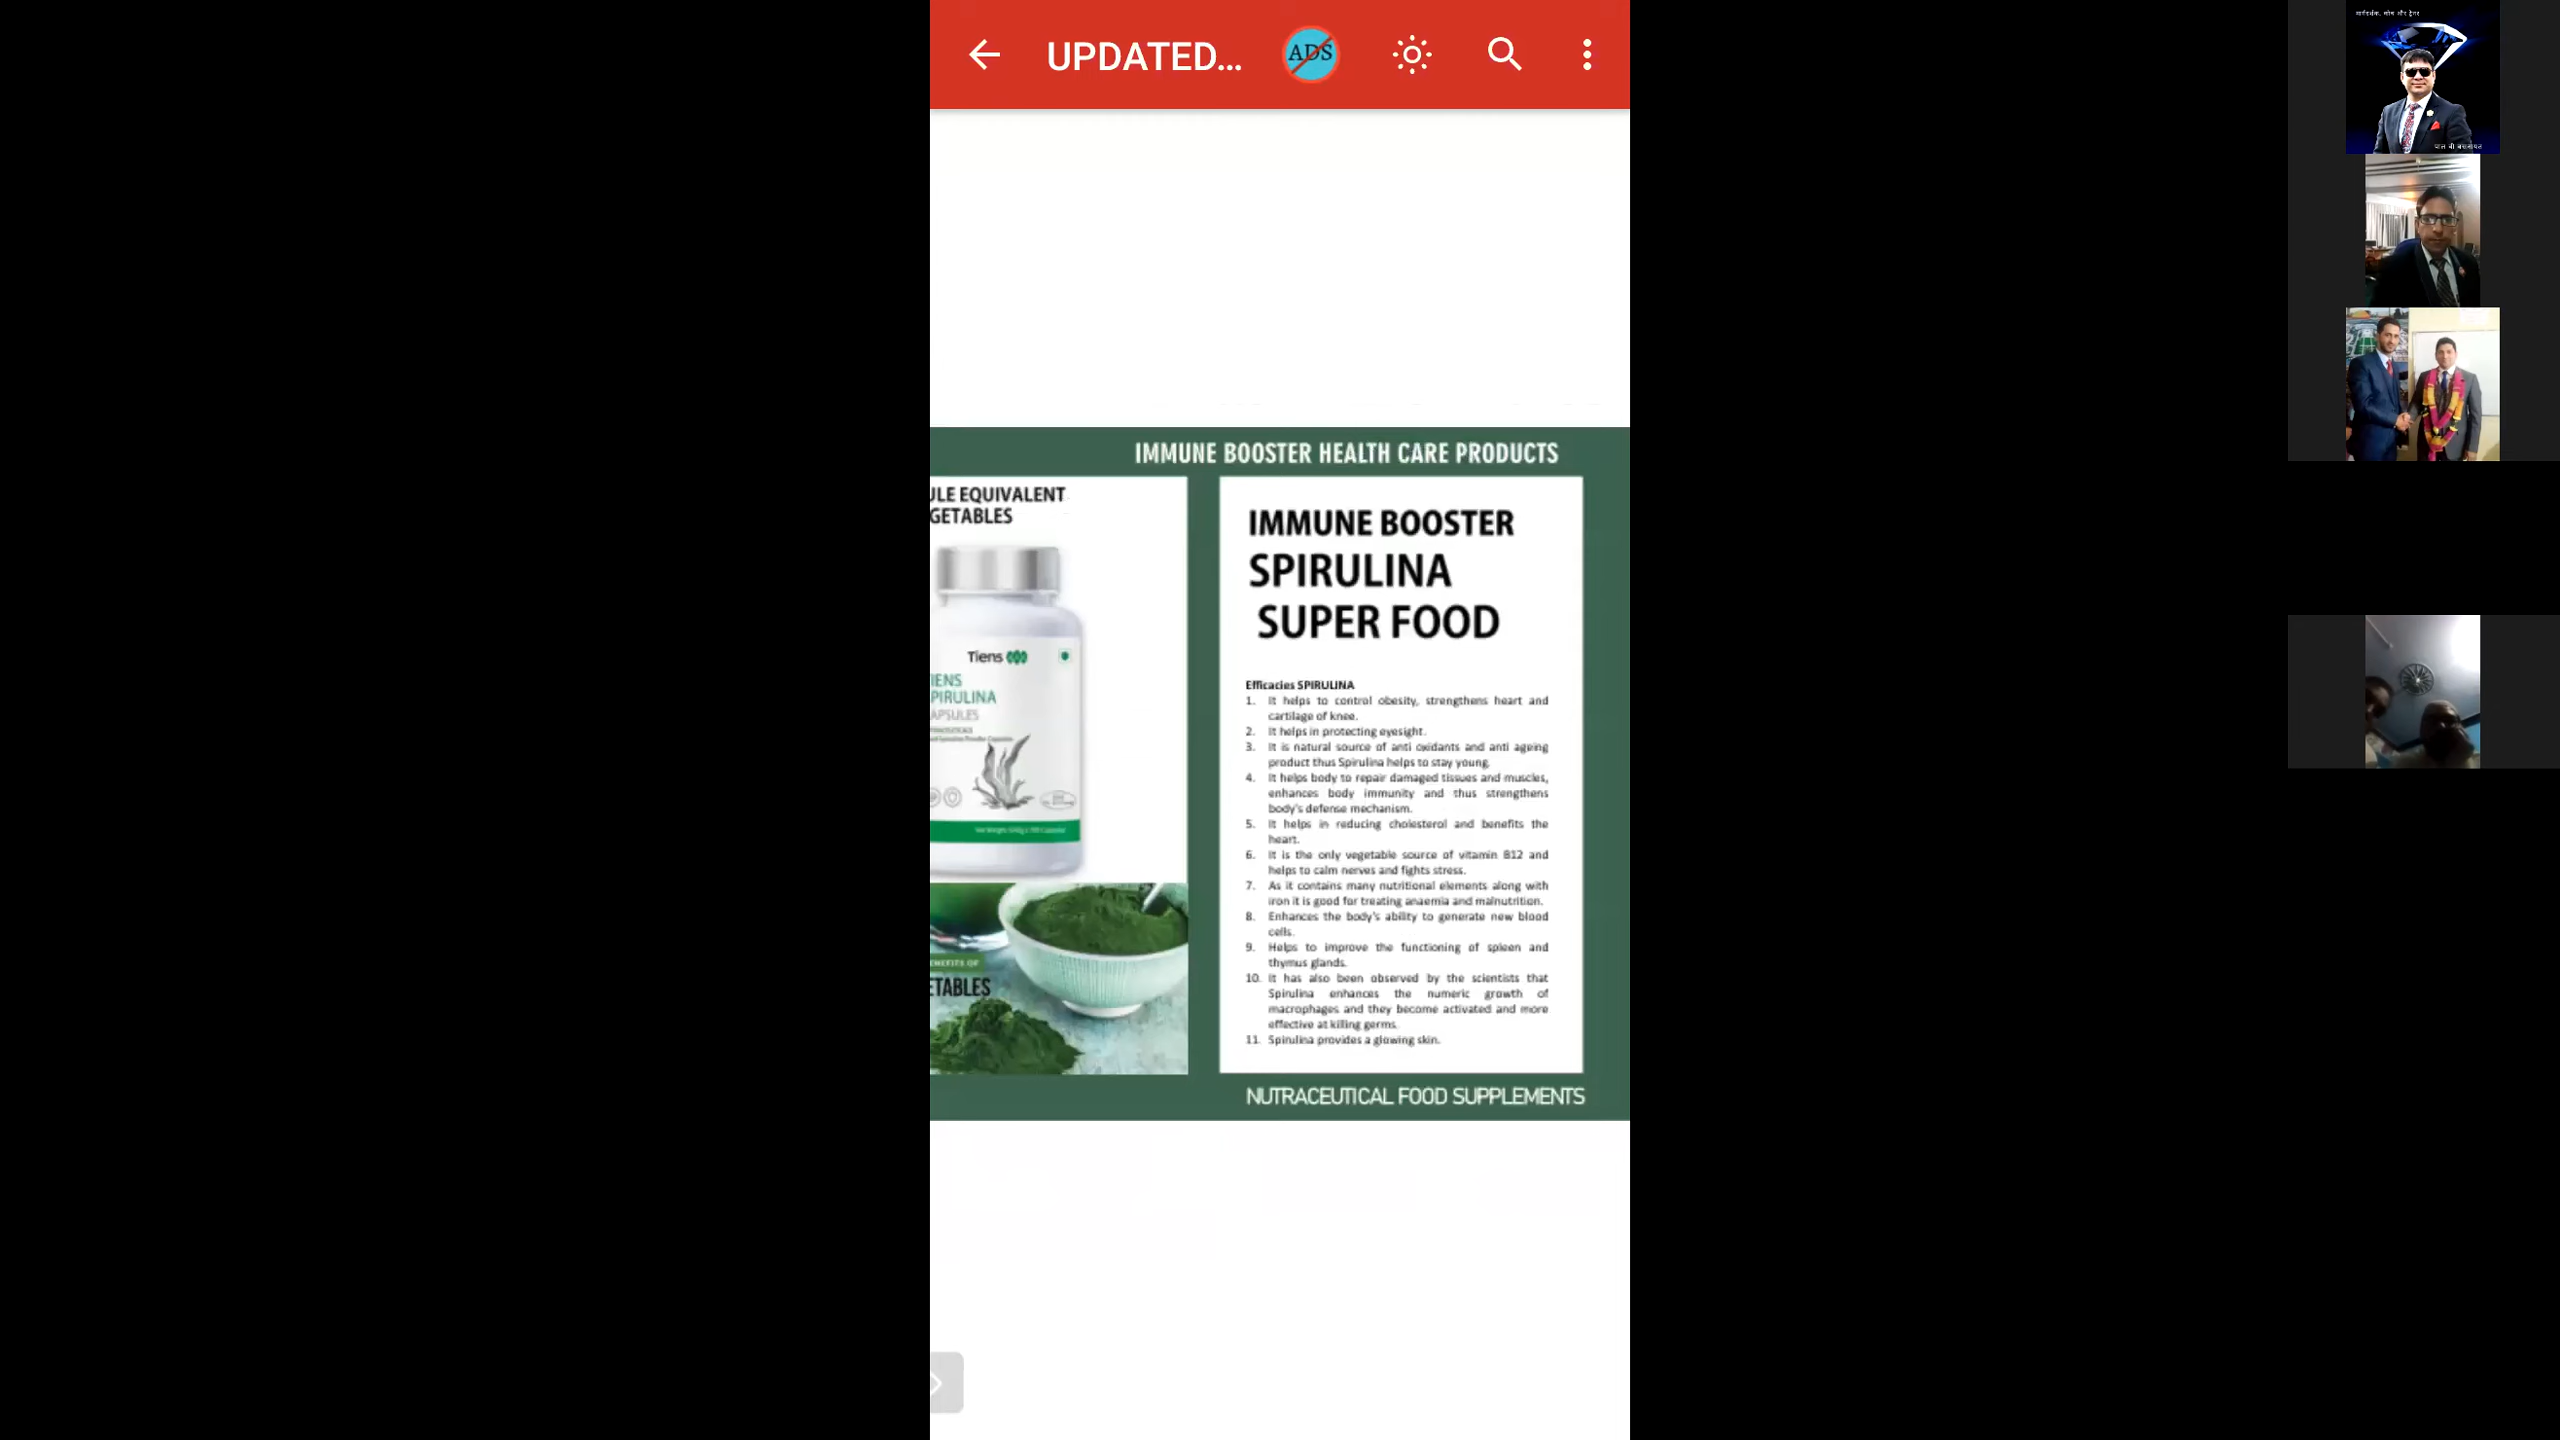 UPDATED...
ADS
IMMUNE BOOSTER HEALTH CARE PRODUCTS
ULE EQUIVALENT
GETABLES
Tiens
IENS
PIRULINA
APSULES
ENEFITS OF
ETABLES
IMMUNE BOOSTER
SPIRULINA
SUPER FOOD
Efficacies SPIRULINA
1. It helps to control obesity, strengthens heart and
cartilage of knee.
2. It helps in protecting eyesight.
3. It is natural source of anti oxidants and anti ageing
product thus Spirulina helps to stay young.
4. It helps body to repair damaged tissues and muscles,
enhances body immunity and thus strengthens
body's defense mechanism.
5. It helps in reducing cholesterol and benefits the
heart.
6. It is the only vegetable source of vitamin B12 and
helps to calm nerves and fights stress.
7. As it contains many nutritional elements along with
iron it is good for treating anaemia and malnutrition.
8. Enhances the body's ability to generate new blood
cells.
9. Helps to improve the functioning of spleen and
thymus glands.
10. It has also been observed by the scientists that
Spirulina enhances the numeric growth of
macrophages and they become activated and more
effective at killing germs.
11. Spirulina provides a glowing skin.
NUTRACEUTICAL FOOD SUPPLEMENTS